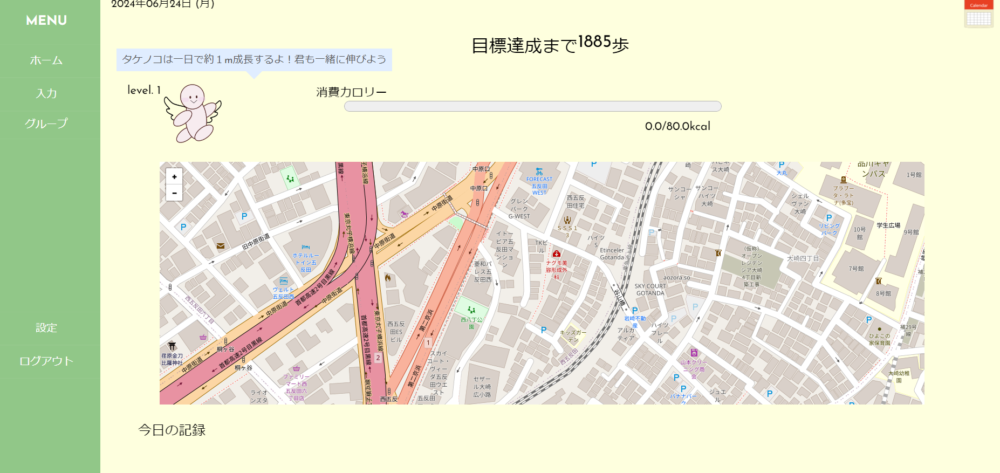 2024年06月24日 (月)
Calendar
MENU
ホーム
入力
グループ
設定
ログアウト
目標達成まで1885歩
タケノコは一日で約１m成長するよ！君も一緒に伸びよう
level. 1
消費カロリー
0.0/80.0kcal
+
-
中原口
中原口
FORECAST
五反田
WEST
グレン
パーク
G-WEST
西五反
田住宅
SSS1
3
サンコー
シャ
サンコー
ハイツ
大崎
大丸
シェル
ヴァン
大崎
プラブー
タ・ラト
ナ(多宝)
品川キャ
ンパス
1号館
リビング
パーク
10号
館
学生広場
9号館
7号館
8号館
旧中原街道
ホテルルー
トイン五
反田
ヴェルト
五反田西
中原街道
中原街道
中原街道
中原街道
中原街道
首都高速2号目黒線
首都高速2号目黒線
首都高速2号目黒線
東京丸子横浜線
東京丸子横浜線
イトー
ピア五
反田マ
ンショ
ン
TKビ
ル
ハイツ
S
Etinceler
Gotanda
ナグモ美
容形成外
科
菱和パ
レス五
反田西
SKY COURT
GOTANDA
aozora.so
(仮称)
オープン
レジデン
シア大崎
4丁目新
築工事
大崎四丁目
谷山橋
岩崎不動
産
アルカ
ディア
ハイツ
フレー
ル
キッズガー
デン
西八丁公
園
西五反
田ES
ビル
第二京浜
第二京浜
1
2
スカイ
コート・
ヴィー
ダ五反
田ウエ
スト
セザー
ル大崎
広小路
西五反田
西五反田六丁目
桐ケ谷
桐ケ谷
荏原金刀
比羅神社
ファミリー
マート西
五反田六
丁目店
ライオ
ンズタ
西五反
五反田
山本クリー
ニング商
会
バナナパー
ク
ジュエ
ル
ひよこの
家保育園
補29号
線
大崎幼稚
園
今日の記録